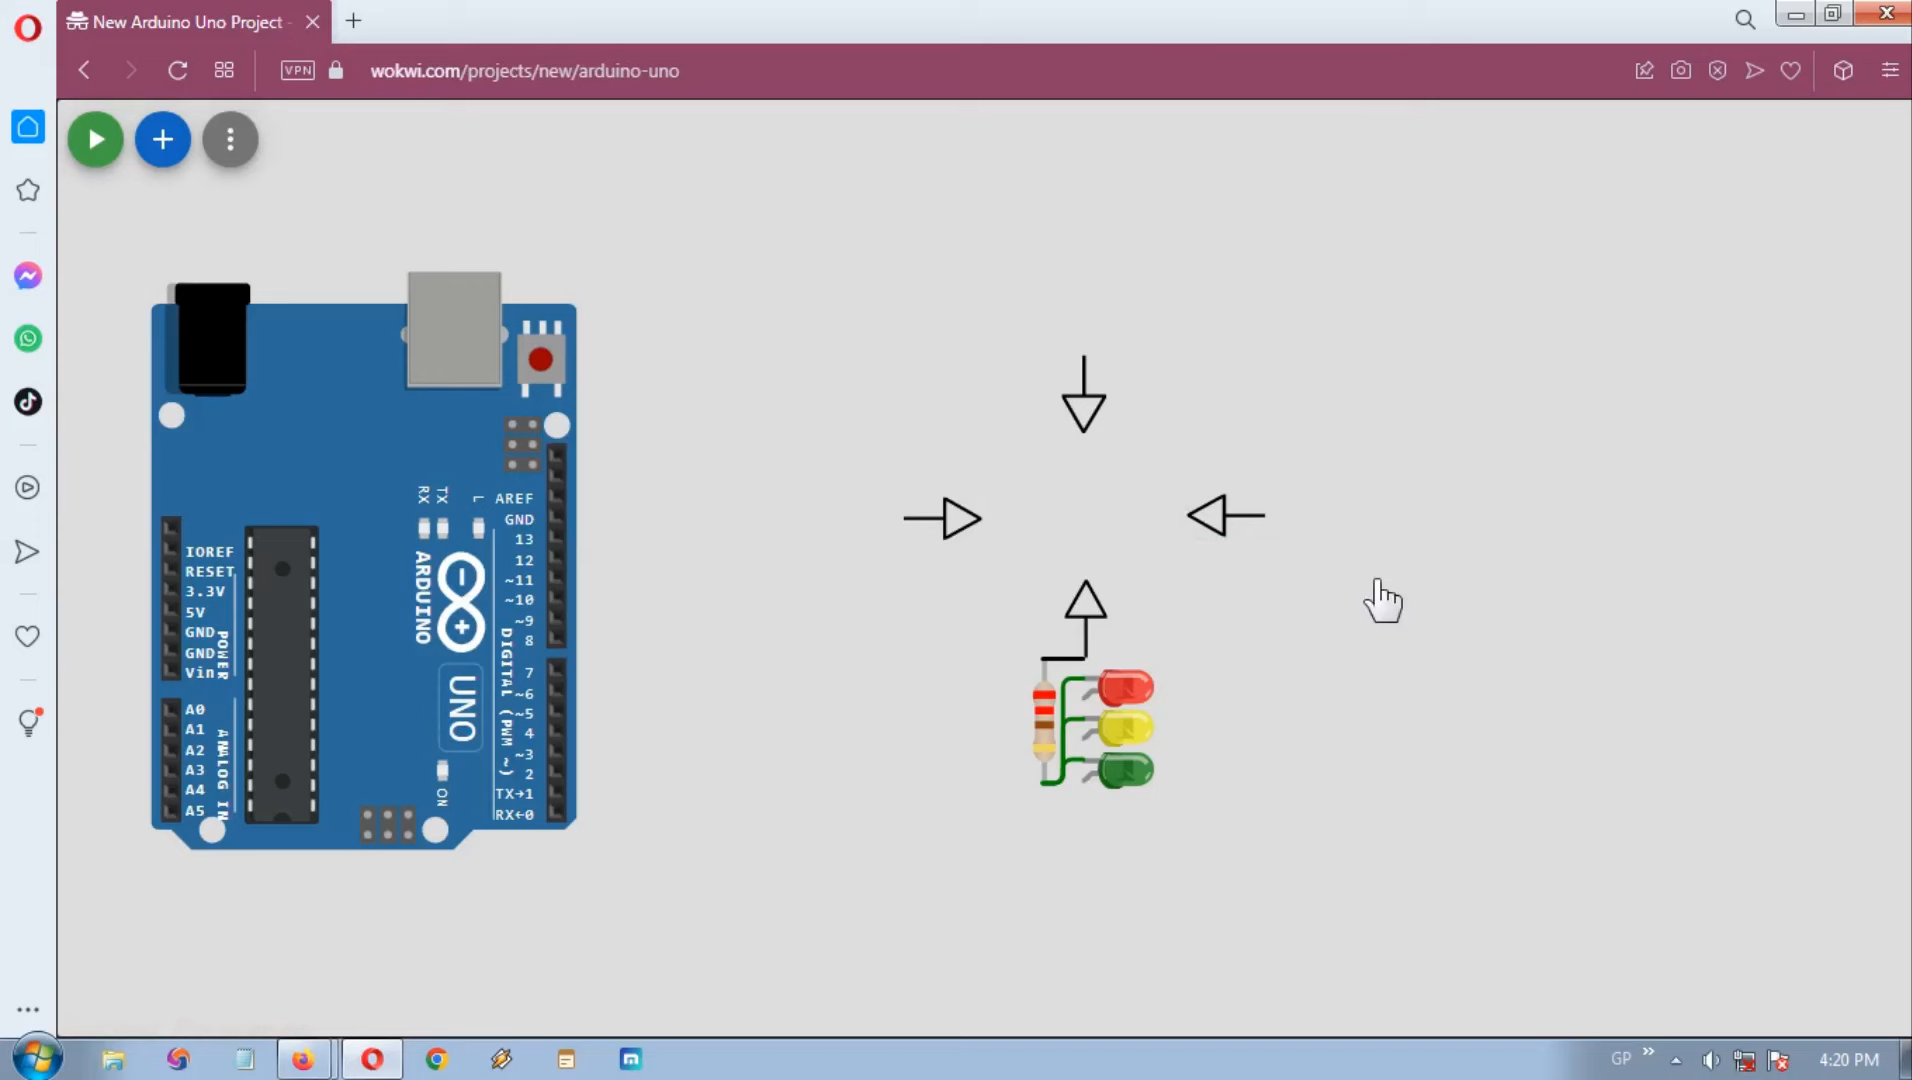 New Arduino Uno Project -
VPN
wokwi.com/projects/new/arduino-uno
RX
TX
L
AREF
GND
13
12
~11
~10
~9
8
7
~6
~5
4
~3
2
TX→1
RX←0
DIGITAL (PWM ~)
ARDUINO
UNO
ON
IOREF
RESET
3.3V
5V
GND
GND
Vin
POWER
A0
A1
A2
A3
A4
A5
ANALOG IN
GP
4:20 PM